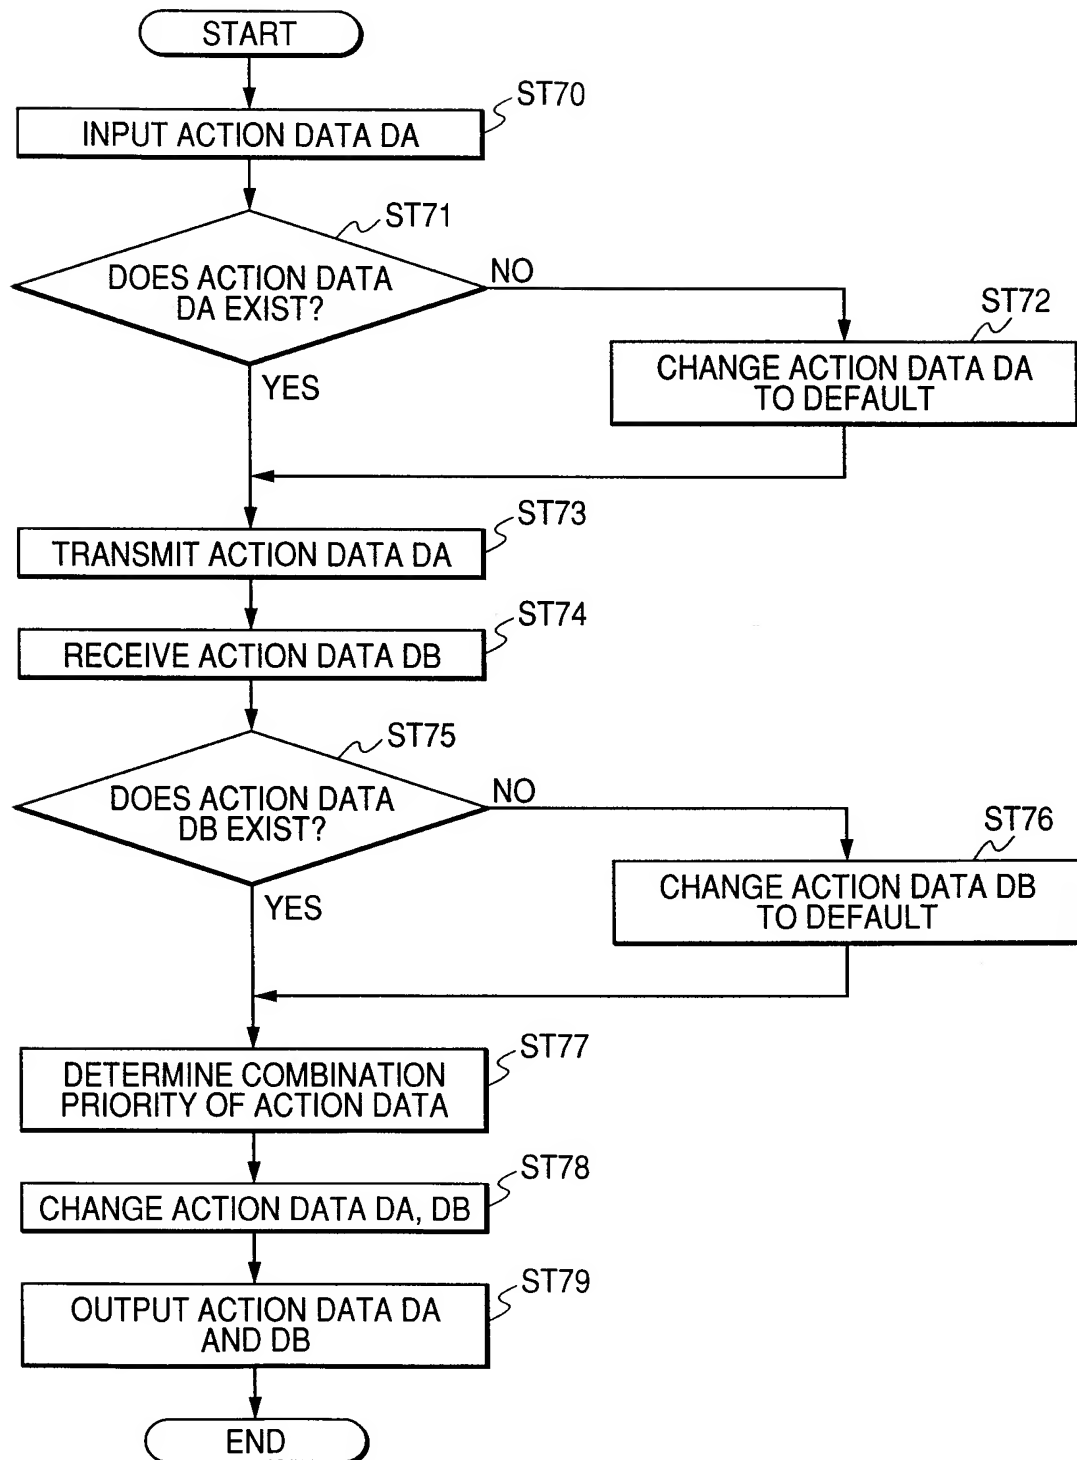 START
ST70
INPUT ACTION DATA DA
ST71
DOES ACTION DATA
DA EXIST?
NO
YES
ST72
CHANGE ACTION DATA DA
TO DEFAULT
ST73
TRANSMIT ACTION DATA DA
ST74
RECEIVE ACTION DATA DB
ST75
DOES ACTION DATA
DB EXIST?
NO
YES
ST76
CHANGE ACTION DATA DB
TO DEFAULT
ST77
DETERMINE COMBINATION
PRIORITY OF ACTION DATA
ST78
CHANGE ACTION DATA DA, DB
ST79
OUTPUT ACTION DATA DA
AND DB
END